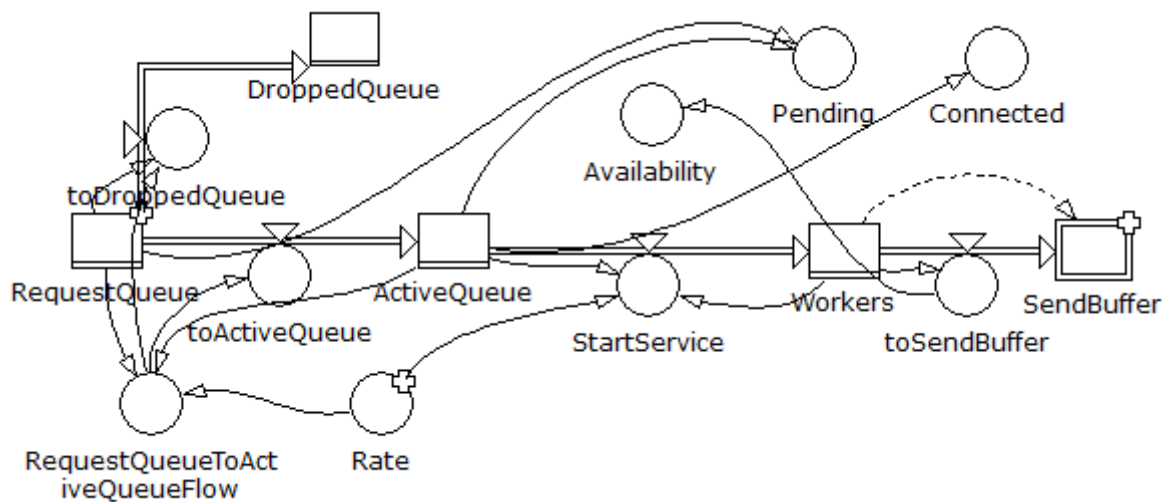 DroppedQueue
Pending
Connected
Availability
toDroppedQueue
RequestQueue
ActiveQueue
Workers
SendBuffer
toActiveQueue
StartService
toSendBuffer
RequestQueueToAct
iveQueueFlow
Rate